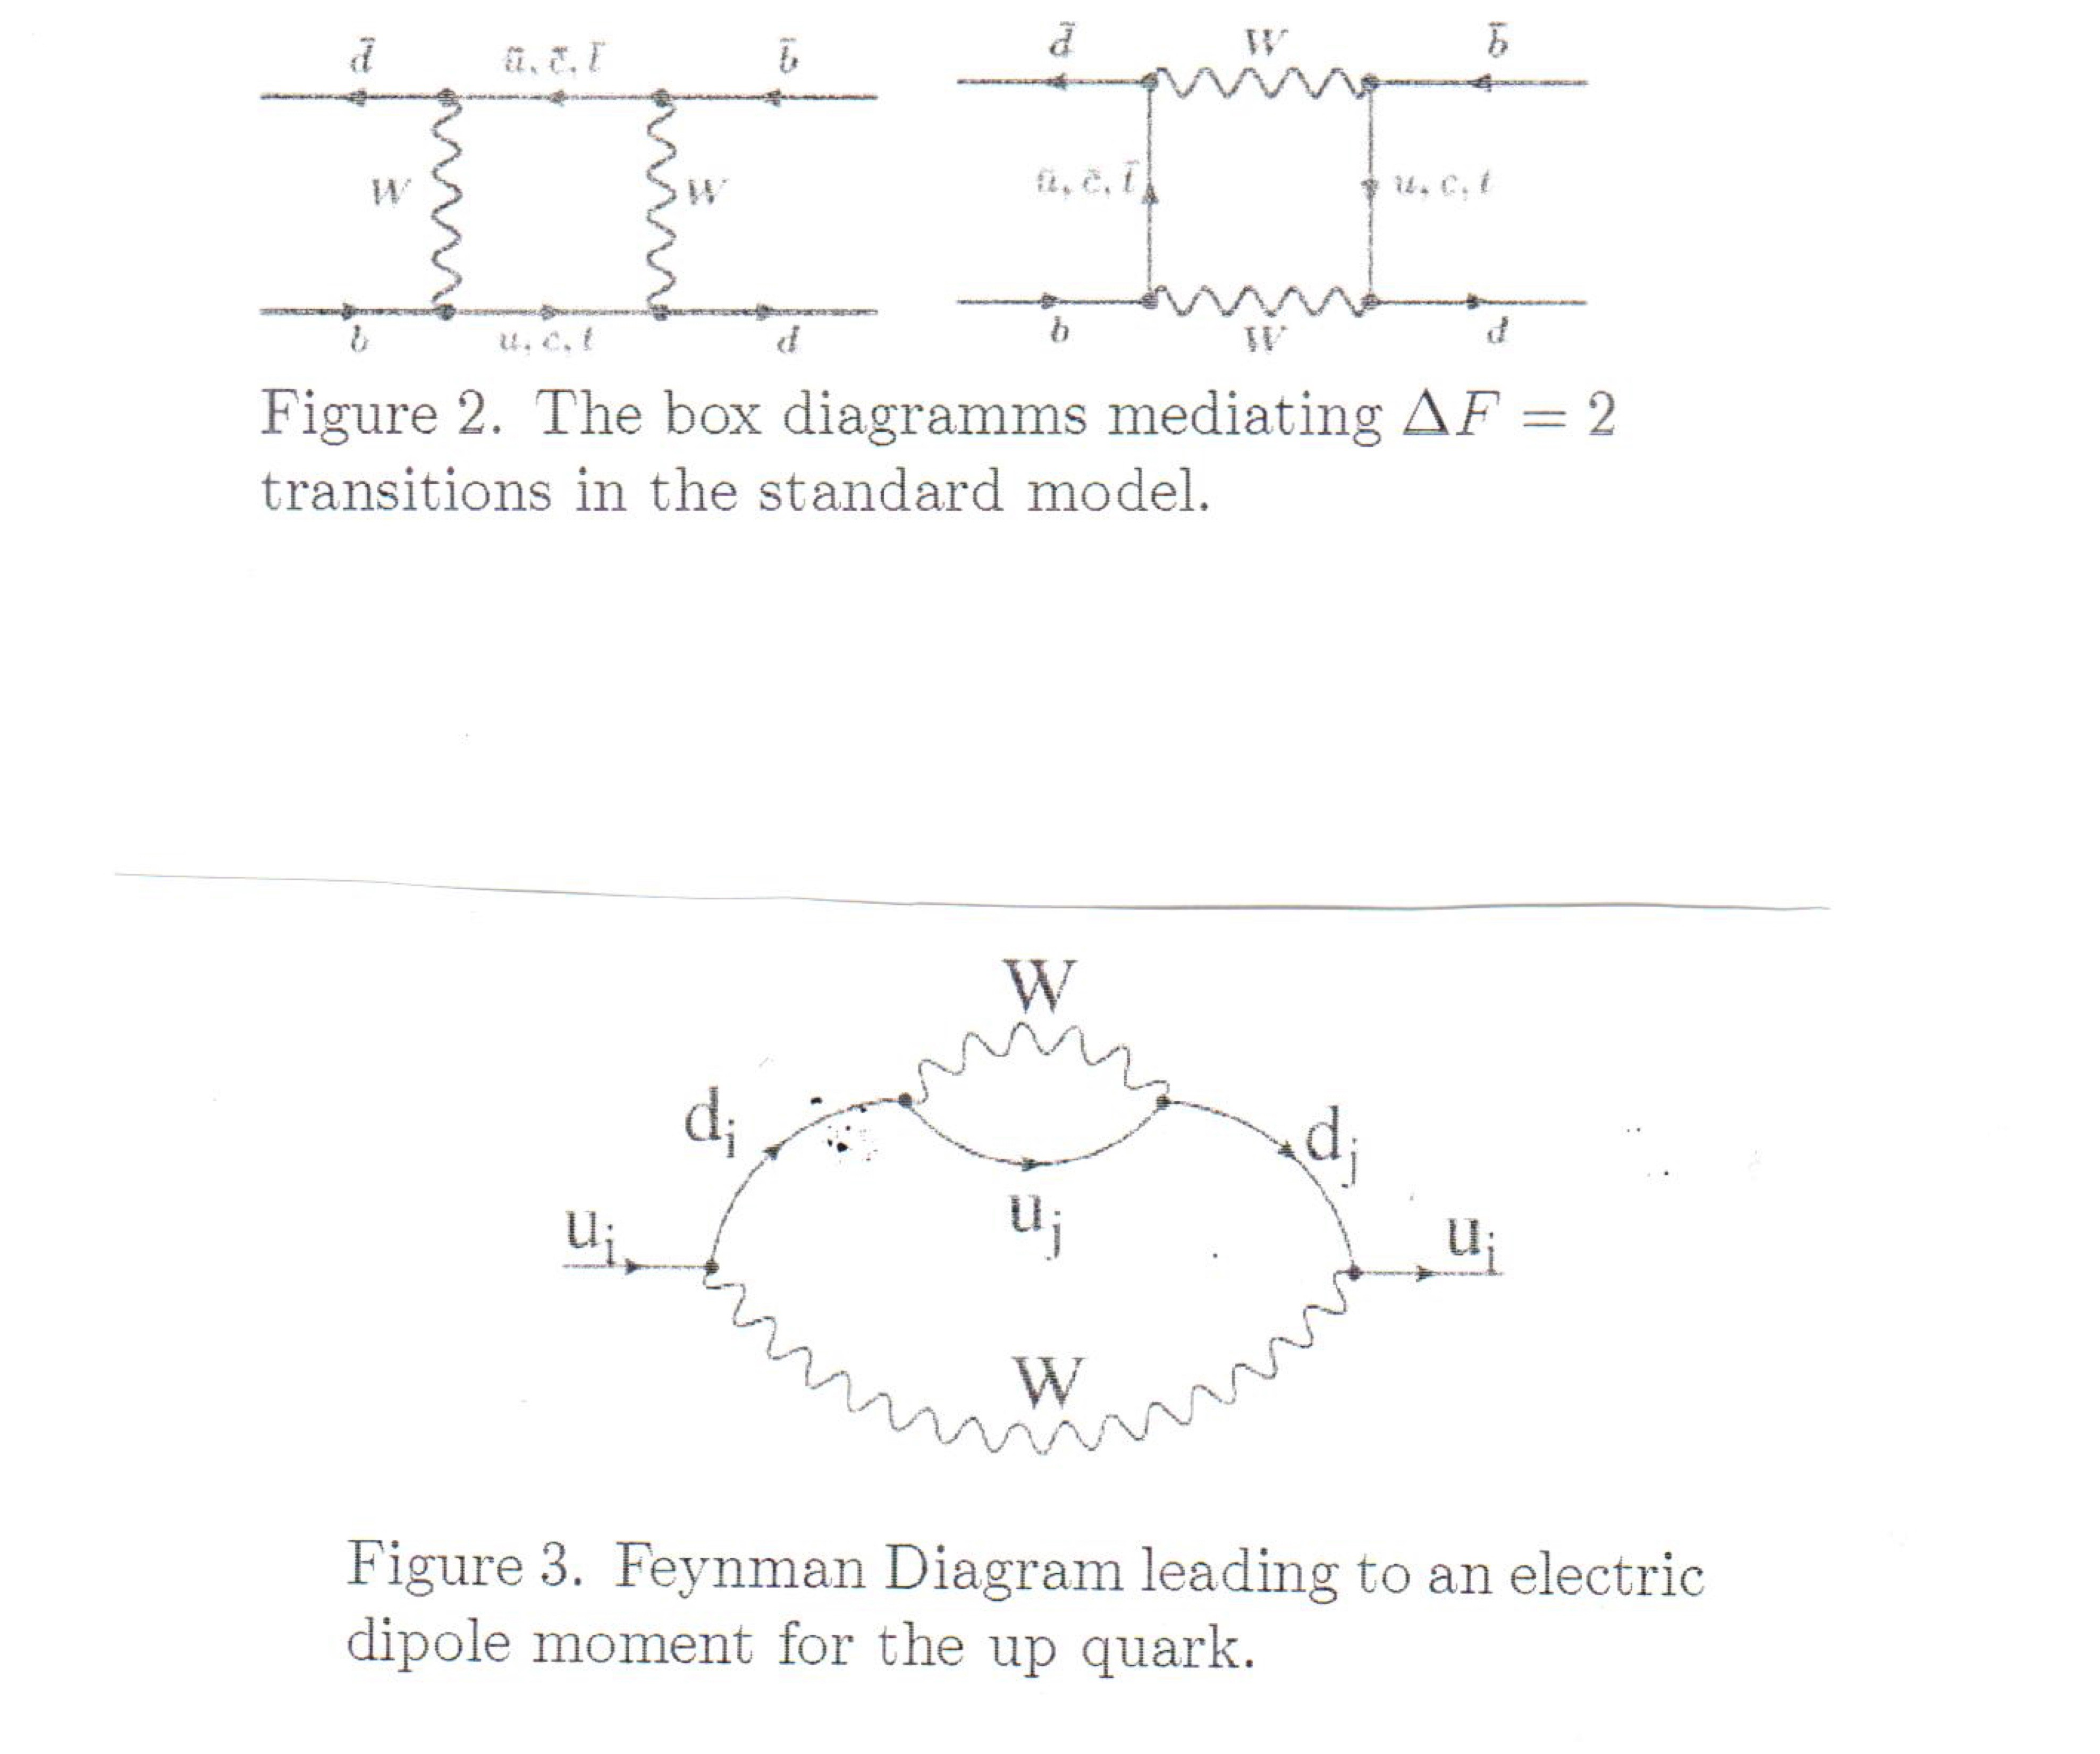 d̄ ū, c̄, t̄ b̄
W W
b u, c, t d
d̄ W b̄
ū, c̄, t̄ u, c, t
b W d
Figure 2. The box diagramms mediating ΔF = 2
transitions in the standard model.
W
d_i d_j
u_j
u_i u_i
W
Figure 3. Feynman Diagram leading to an electric
dipole moment for the up quark.